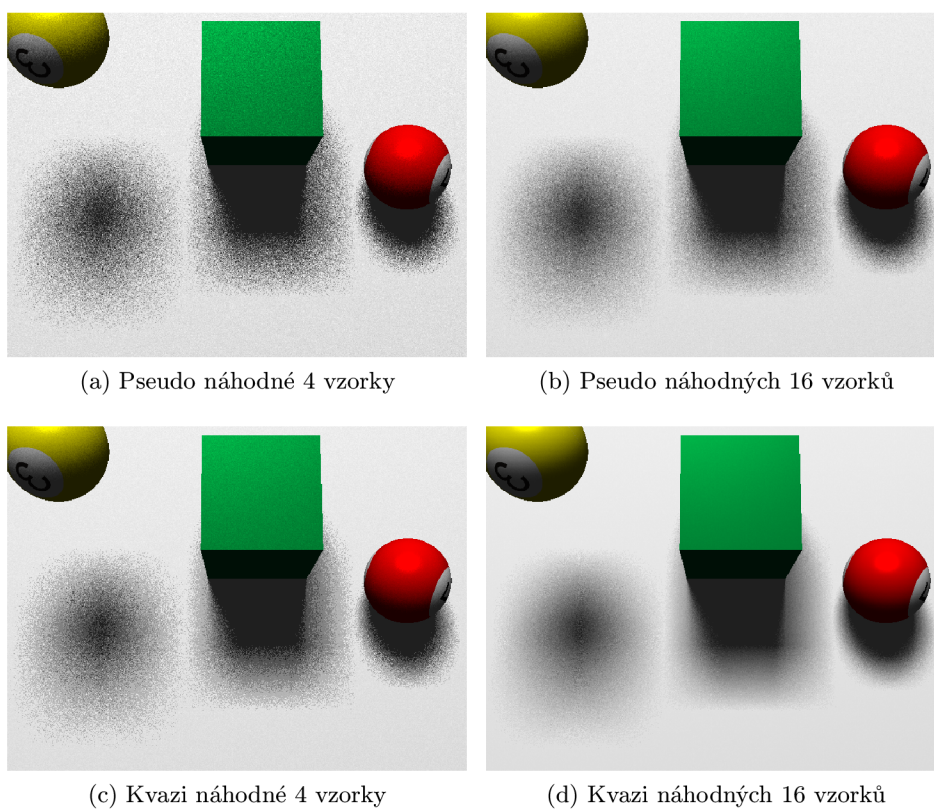 (a) Pseudo náhodné 4 vzorky
(b) Pseudo náhodných 16 vzorků
(c) Kvazi náhodné 4 vzorky
(d) Kvazi náhodných 16 vzorků